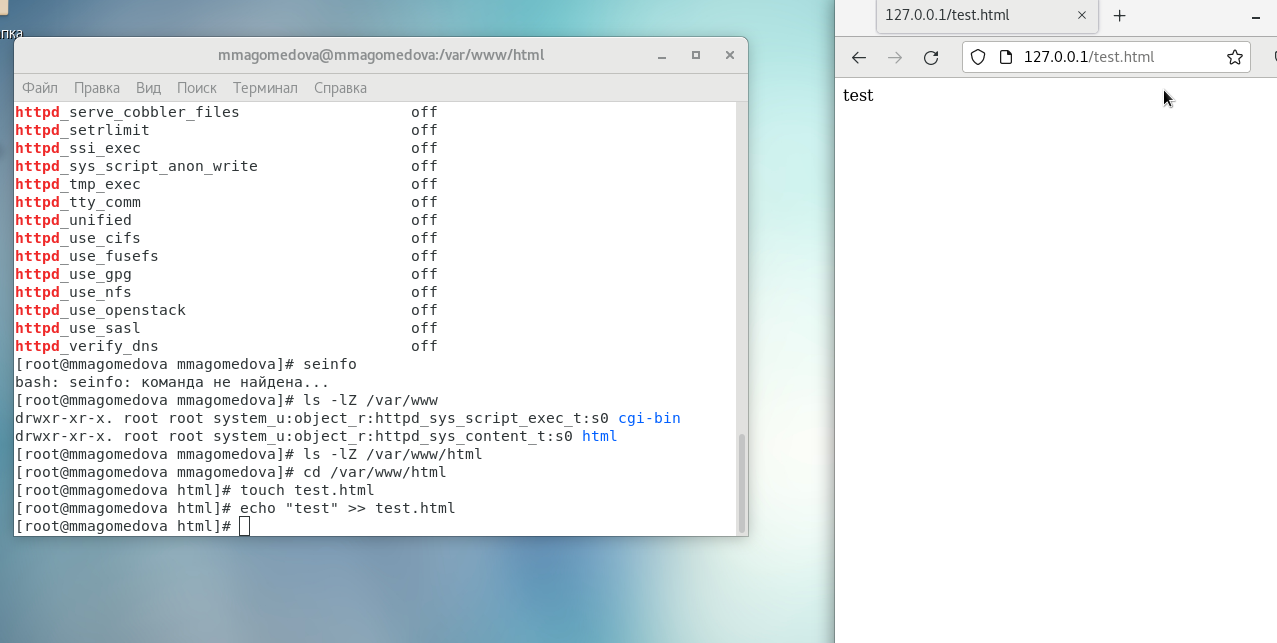 пка
mmagomedova@mmagomedova:/var/www/html
Файл Правка Вид Поиск Терминал Справка
httpd_serve_cobbler_files off
httpd_setrlimit off
httpd_ssi_exec off
httpd_sys_script_anon_write off
httpd_tmp_exec off
httpd_tty_comm off
httpd_unified off
httpd_use_cifs off
httpd_use_fusefs off
httpd_use_gpg off
httpd_use_nfs off
httpd_use_openstack off
httpd_use_sasl off
httpd_verify_dns off
[root@mmagomedova mmagomedova]# seinfo
bash: seinfo: команда не найдена...
[root@mmagomedova mmagomedova]# ls -lZ /var/www
drwxr-xr-x. root root system_u:object_r:httpd_sys_script_exec_t:s0 cgi-bin
drwxr-xr-x. root root system_u:object_r:httpd_sys_content_t:s0 html
[root@mmagomedova mmagomedova]# ls -lZ /var/www/html
[root@mmagomedova mmagomedova]# cd /var/www/html
[root@mmagomedova html]# touch test.html
[root@mmagomedova html]# echo "test" >> test.html
[root@mmagomedova html]#
127.0.0.1/test.html
127.0.0.1/test.html
test